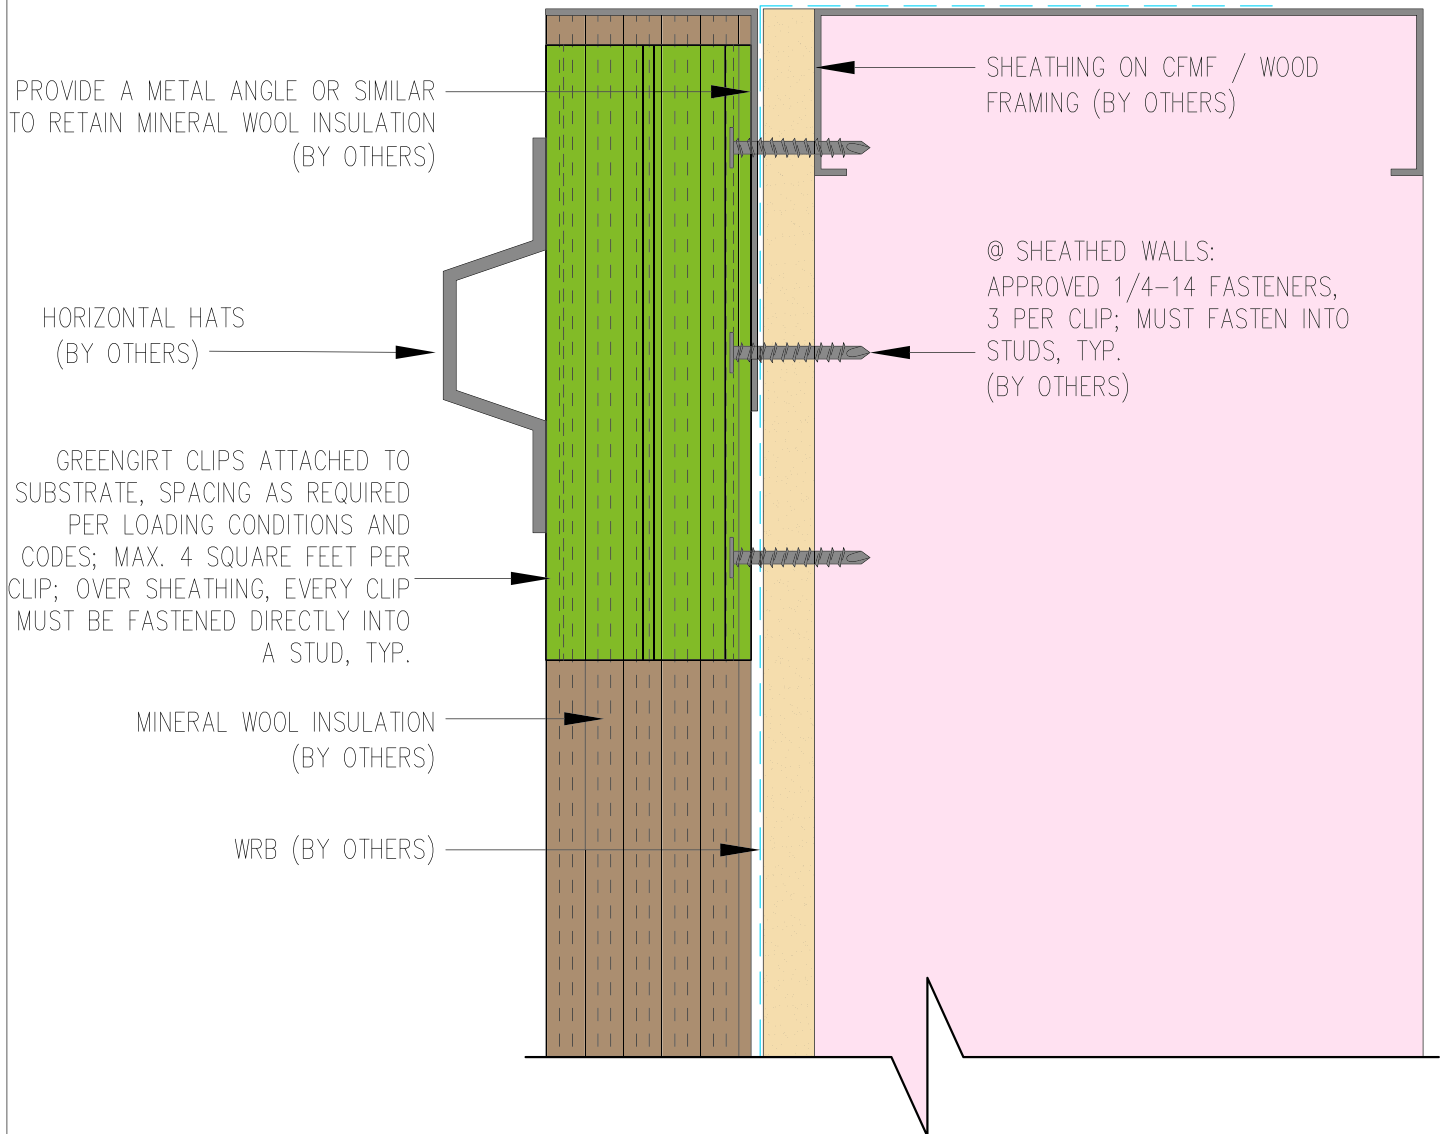 PROVIDE A METAL ANGLE OR SIMILAR
TO RETAIN MINERAL WOOL INSULATION
(BY OTHERS)
SHEATHING ON CFMF / WOOD
FRAMING (BY OTHERS)
@ SHEATHED WALLS:
APPROVED 1/4-14 FASTENERS,
3 PER CLIP; MUST FASTEN INTO
STUDS, TYP.
(BY OTHERS)
HORIZONTAL HATS
(BY OTHERS)
GREENGIRT CLIPS ATTACHED TO
SUBSTRATE, SPACING AS REQUIRED
PER LOADING CONDITIONS AND
CODES; MAX. 4 SQUARE FEET PER
CLIP; OVER SHEATHING, EVERY CLIP
MUST BE FASTENED DIRECTLY INTO
A STUD, TYP.
MINERAL WOOL INSULATION
(BY OTHERS)
WRB (BY OTHERS)